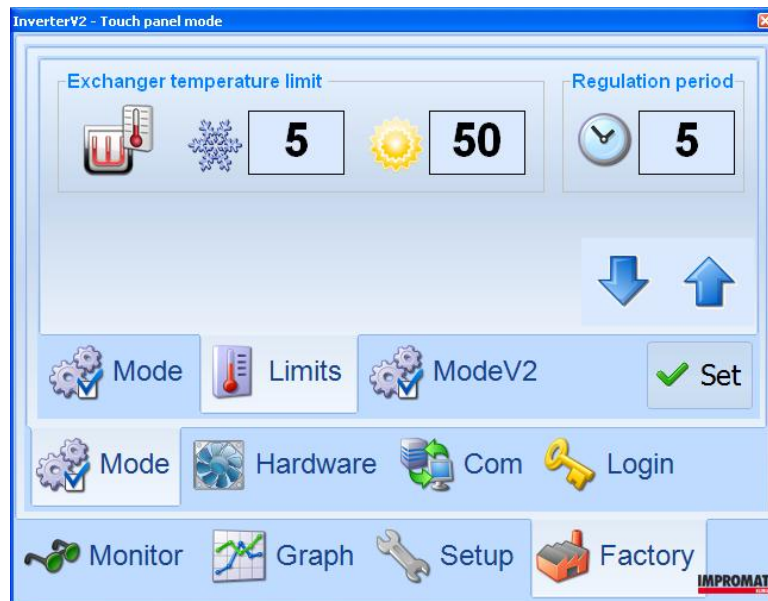 InverterV2 - Touch panel mode
Exchanger temperature limit
Regulation period
5
50
5
Mode
Limits
ModeV2
Set
Mode
Hardware
Com
Login
Monitor
Graph
Setup
Factory
IMPROMAT